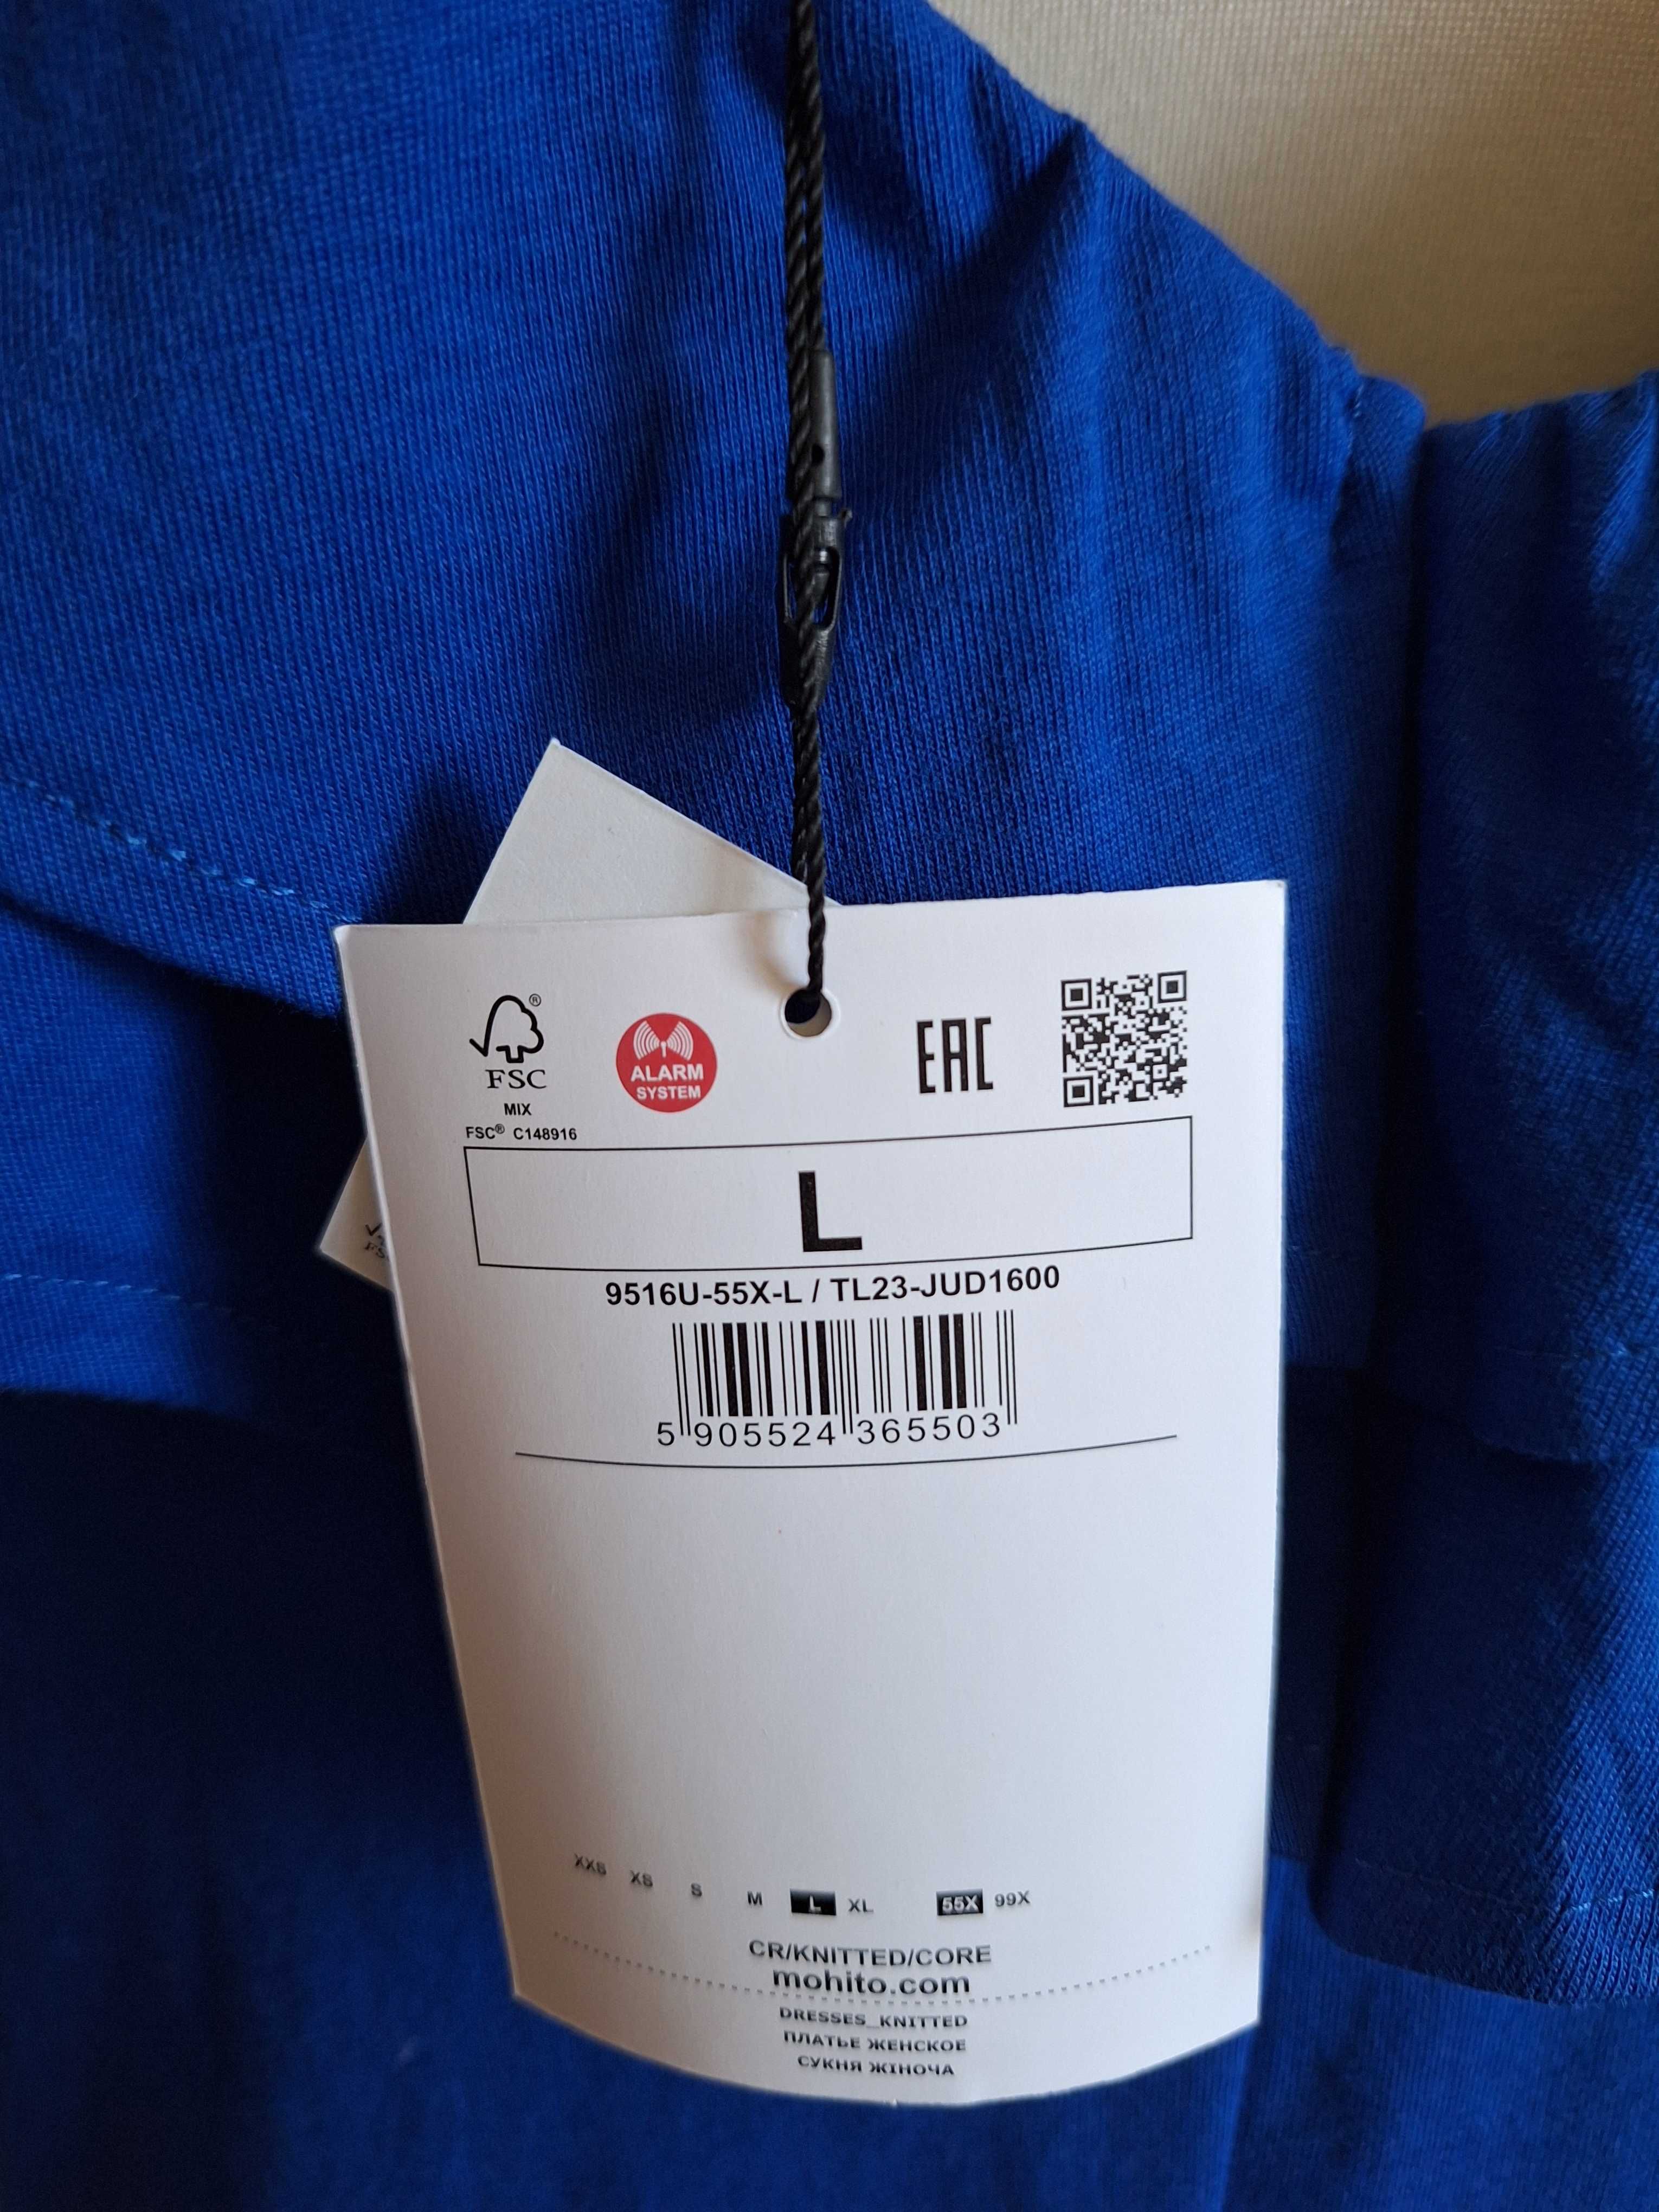 FSC®
MIX
FSC® C148916
ALARM
SYSTEM
EAC
L
9516U-55X-L / TL23-JUD1600
5 905524 365503
XXS XS S M L XL 55X 99X
CR/KNITTED/CORE
mohito.com
DRESSES_KNITTED
ПЛАТЬЕ ЖЕНСКОЕ
СУКНЯ ЖІНОЧА